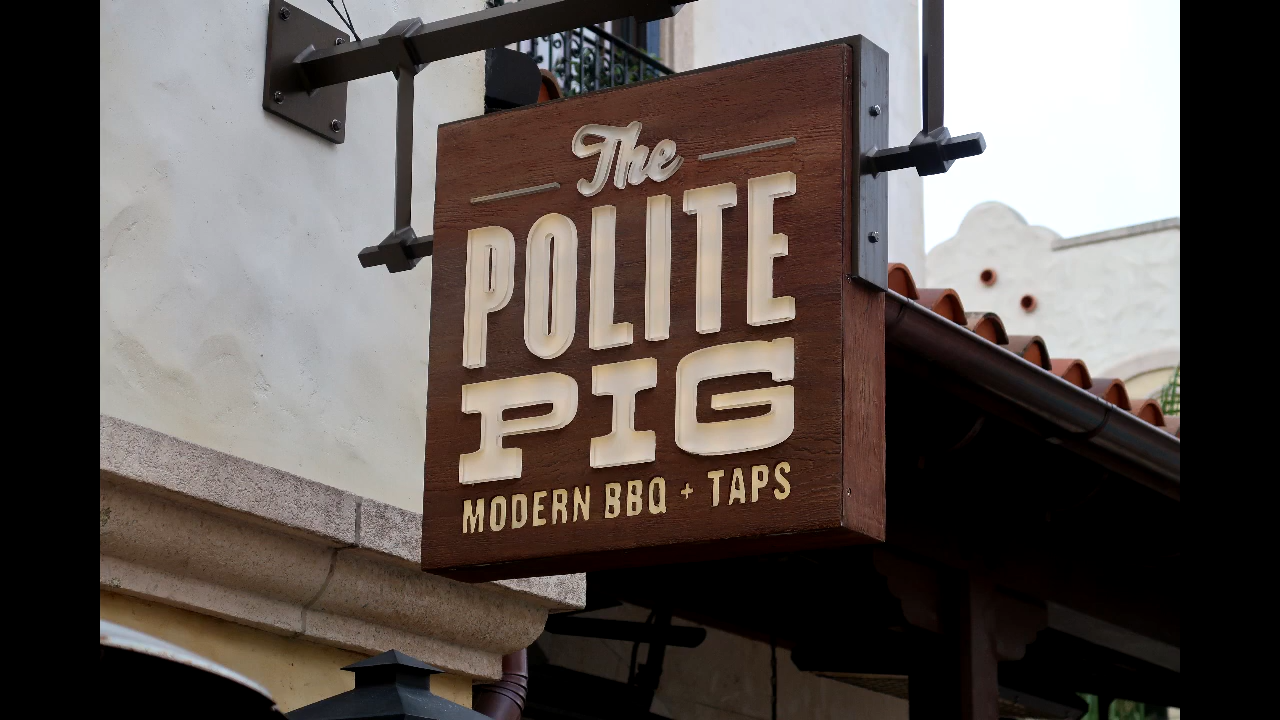 The
POLITE
PIG
MODERN BBQ + TAPS